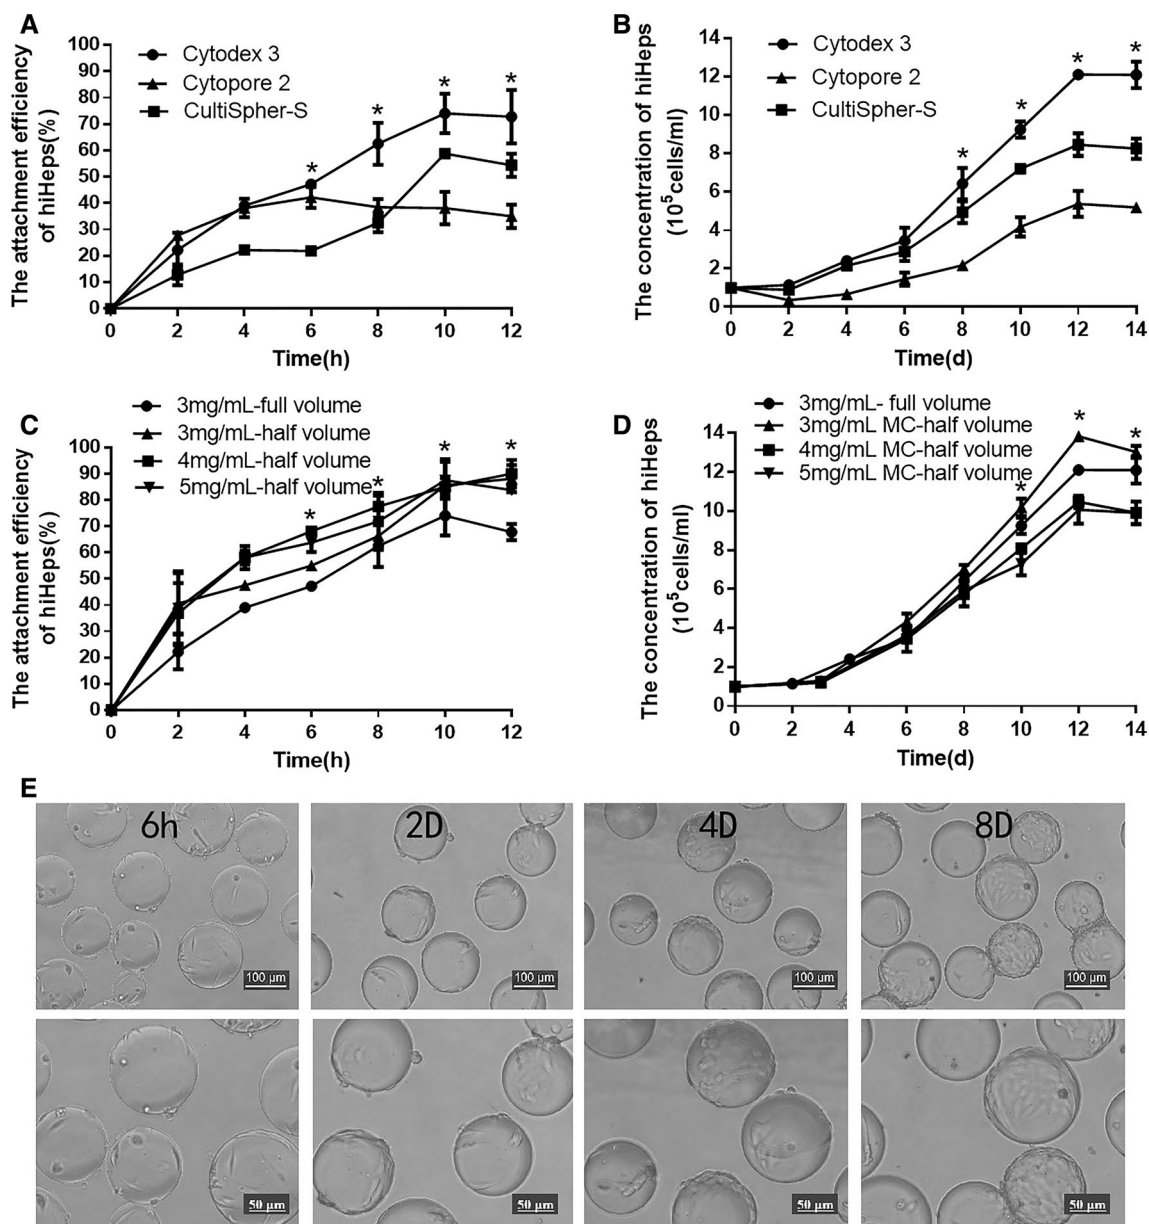 A
The attachment efficiency
of hiHeps(%)
100
90
80
70
60
50
40
30
20
10
0
Cytodex 3
Cytopore 2
CultiSpher-S
* * * *
0 2 4 6 8 10 12
Time(h)
B
The concentration of hiHeps
(10⁵cells/ml)
14
12
10
8
6
4
2
0
Cytodex 3
Cytopore 2
CultiSpher-S
* * * *
0 2 4 6 8 10 12 14
Time(d)
C
The attachment efficiency
of hiHeps(%)
100
90
80
70
60
50
40
30
20
10
0
3mg/mL-full volume
3mg/mL-half volume
4mg/mL-half volume
5mg/mL-half volume
* * * *
0 2 4 6 8 10 12
Time(h)
D
The concentration of hiHeps
(10⁵cells/ml)
14
12
10
8
6
4
2
0
3mg/mL- full volume
3mg/mL MC-half volume
4mg/mL MC-half volume
5mg/mL MC-half volume
* * *
0 2 4 6 8 10 12 14
Time(d)
E
6h 2D 4D 8D
100 µm 100 µm 100 µm 100 µm
50 µm 50 µm 50 µm 50 µm